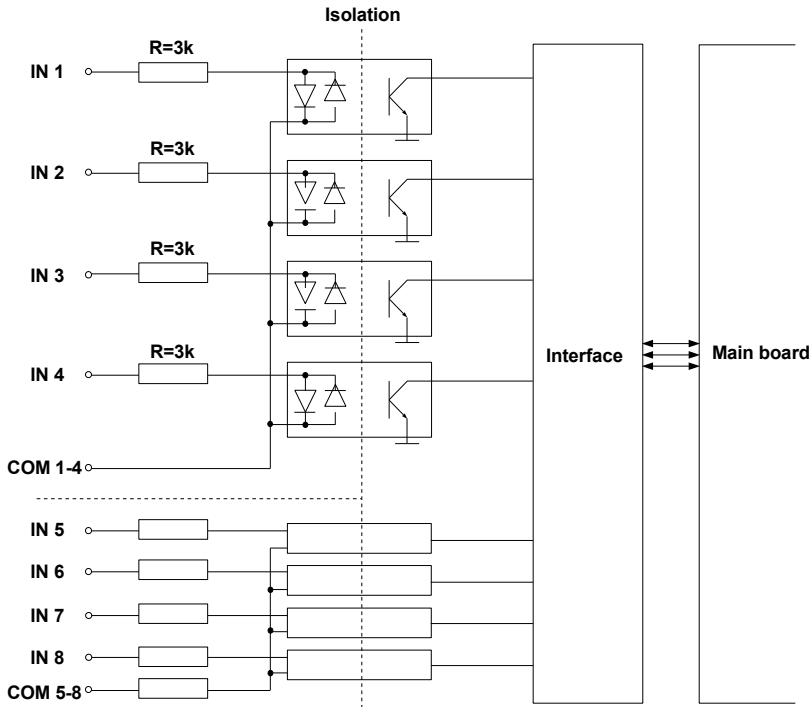 Isolation
R=3k
IN 1
R=3k
IN 2
R=3k
IN 3
R=3k
IN 4
Interface
Main board
COM 1-4
IN 5
IN 6
IN 7
IN 8
COM 5-8